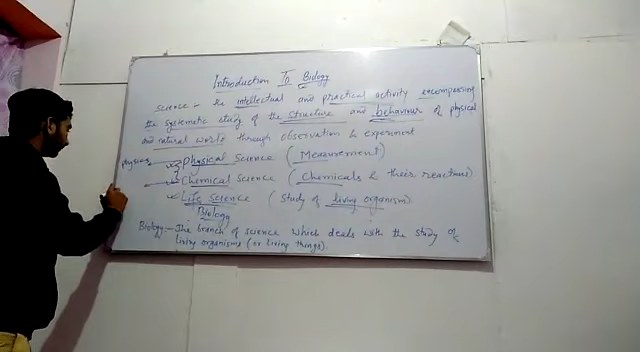 Introduction To Biology
Science :- the intellectual and practical activity encompassing
the systematic study of the structure and behaviour of physical
and natural world through observation & experiment
physics Physical Science (Measurement)
Chemical Science (Chemicals & their reactions)
Life Science (Study of living organism)
Biology
Biology :- The branch of science which deals with the study of
living organisms (or living things).